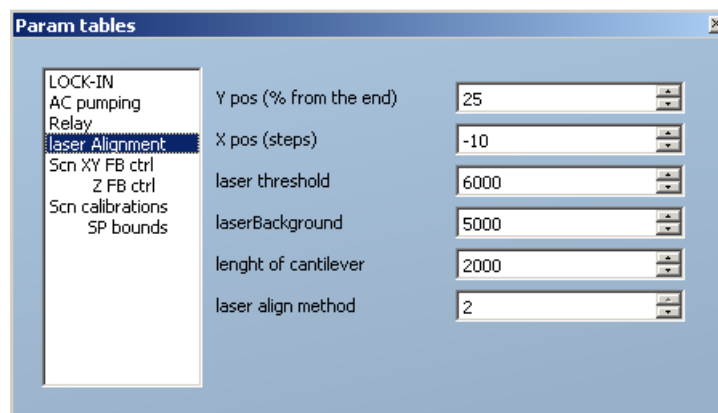 Param tables
LOCK-IN
AC pumping
Relay
laser Alignment
Scn XY FB ctrl
Z FB ctrl
Scn calibrations
SP bounds
Y pos (% from the end)
25
X pos (steps)
-10
laser threshold
6000
laserBackground
5000
lenght of cantilever
2000
laser align method
2